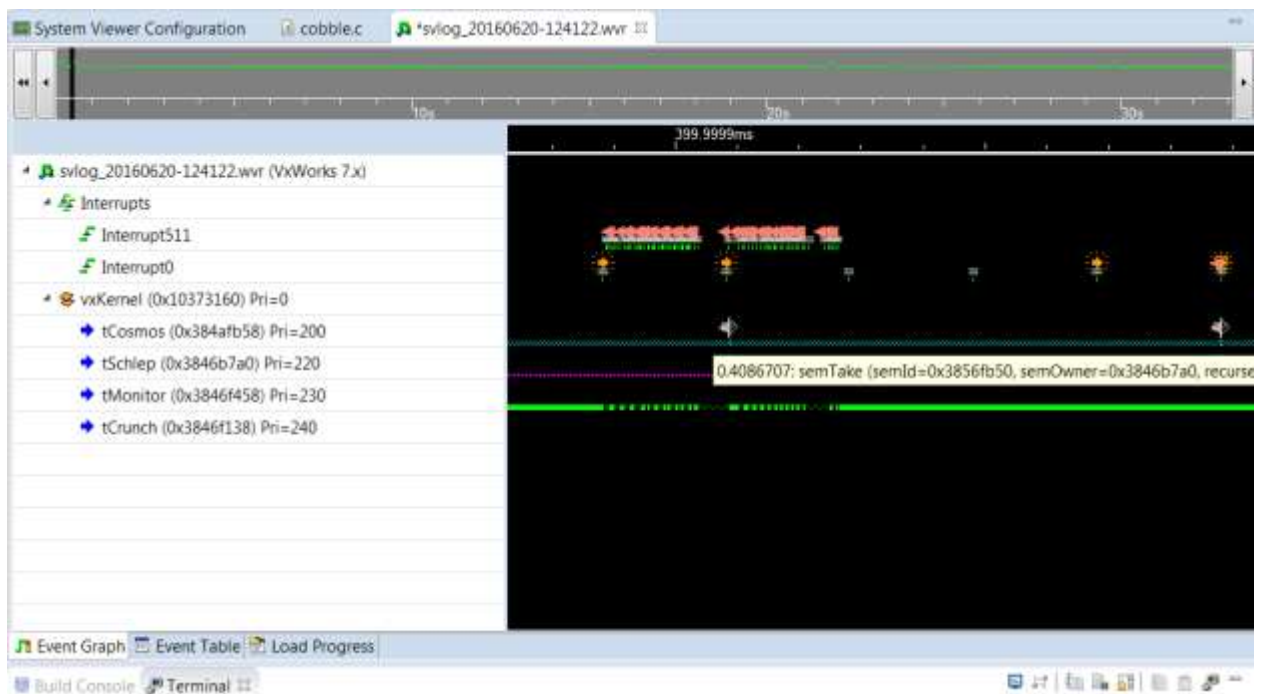 System Viewer Configuration cobble.c *svlog_20160620-124122.wvr
10s 20s 30s
399.9999ms
svlog_20160620-124122.wvr (VxWorks 7.x)
Interrupts
Interrupt511
Interrupt0
vxKernel (0x10373160) Pri=0
tCosmos (0x384afb58) Pri=200
tSchlep (0x3846b7a0) Pri=220
0.4086707: semTake (semId=0x3856fb50, semOwner=0x3846b7a0, recurse
tMonitor (0x3846f458) Pri=230
tCrunch (0x3846f138) Pri=240
Event Graph Event Table Load Progress
Build Console Terminal